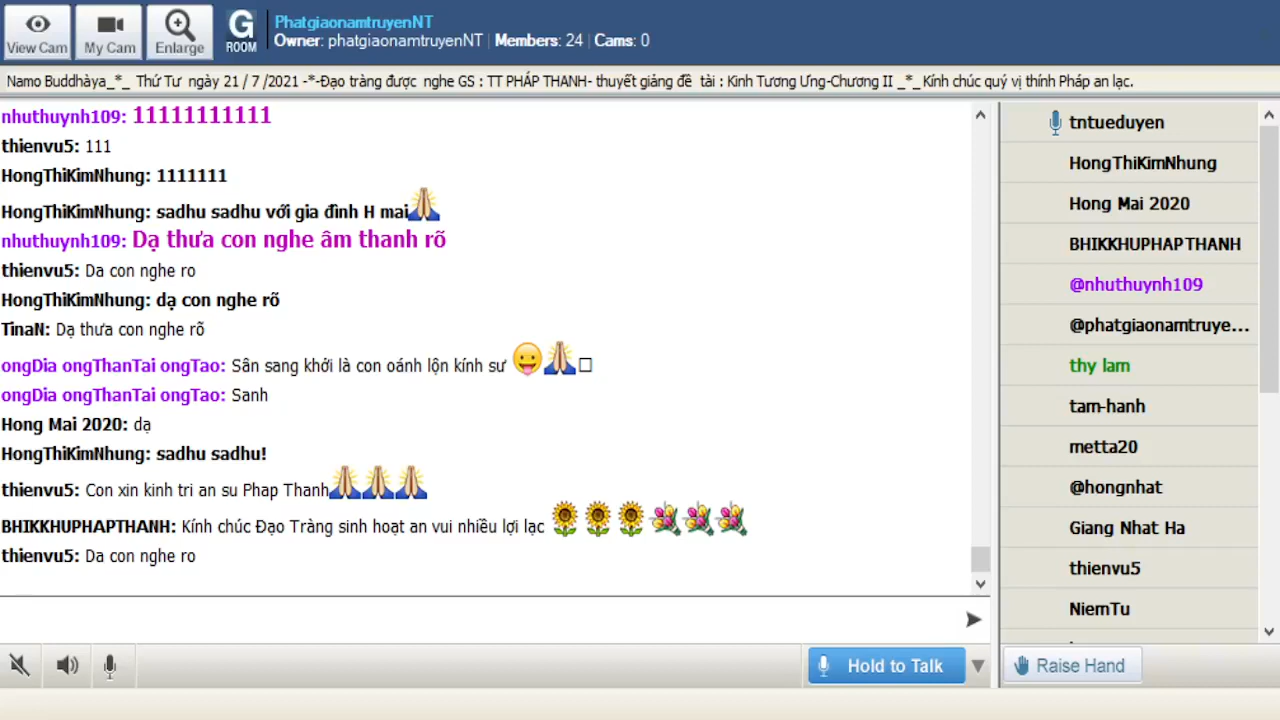 View Cam
My Cam
Enlarge
G
ROOM
PhatgiaonamtruyenNT
Owner: phatgiaonamtruyenNT | Members: 24 | Cams: 0
Namo Buddhàya_*_ Thứ Tư ngày 21 / 7 /2021 -*-Đạo tràng được nghe GS : TT PHÁP THANH- thuyết giảng đề tài : Kinh Tương Ưng-Chương II _*_Kính chúc quý vị thính Pháp an lạc.
nhuthuynh109: 11111111111
thienvu5: 111
HongThiKimNhung: 1111111
HongThiKimNhung: sadhu sadhu với gia đình H mai🙏
nhuthuynh109: Dạ thưa con nghe âm thanh rõ
thienvu5: Da con nghe ro
HongThiKimNhung: dạ con nghe rõ
TinaN: Dạ thưa con nghe rõ
ongDia ongThanTai ongTao: Sân sang khởi là con oánh lộn kính sư 😛🙏□
ongDia ongThanTai ongTao: Sanh
Hong Mai 2020: dạ
HongThiKimNhung: sadhu sadhu!
thienvu5: Con xin kinh tri an su Phap Thanh🙏🙏🙏
BHIKKHUPHAPTHANH: Kính chúc Đạo Tràng sinh hoạt an vui nhiều lợi lạc 🌻🌻🌻💐💐💐
thienvu5: Da con nghe ro
Hold to Talk
tntueduyen
HongThiKimNhung
Hong Mai 2020
BHIKKHUPHAPTHANH
@nhuthuynh109
@phatgiaonamtruye...
thy lam
tam-hanh
metta20
@hongnhat
Giang Nhat Ha
thienvu5
NiemTu
Raise Hand